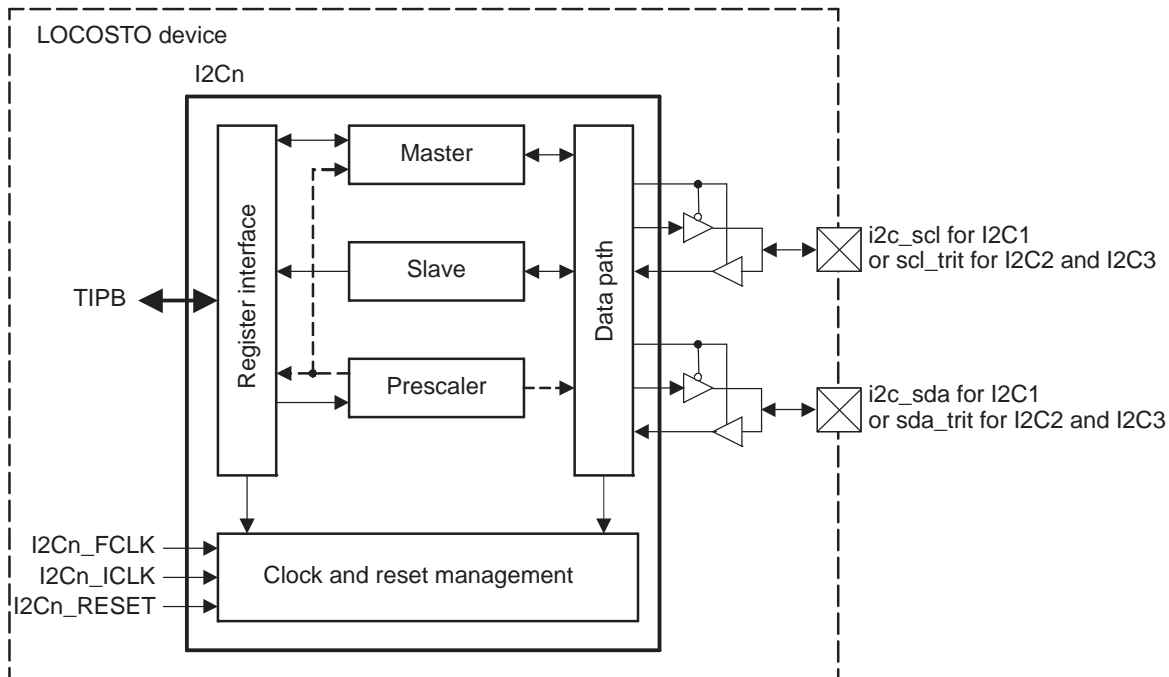 LOCOSTO device
I2Cn
Master
Slave
Prescaler
Register interface
Data path
TIPB
i2c_scl for I2C1
or scl_trit for I2C2 and I2C3
i2c_sda for I2C1
or sda_trit for I2C2 and I2C3
I2Cn_FCLK
I2Cn_ICLK
I2Cn_RESET
Clock and reset management